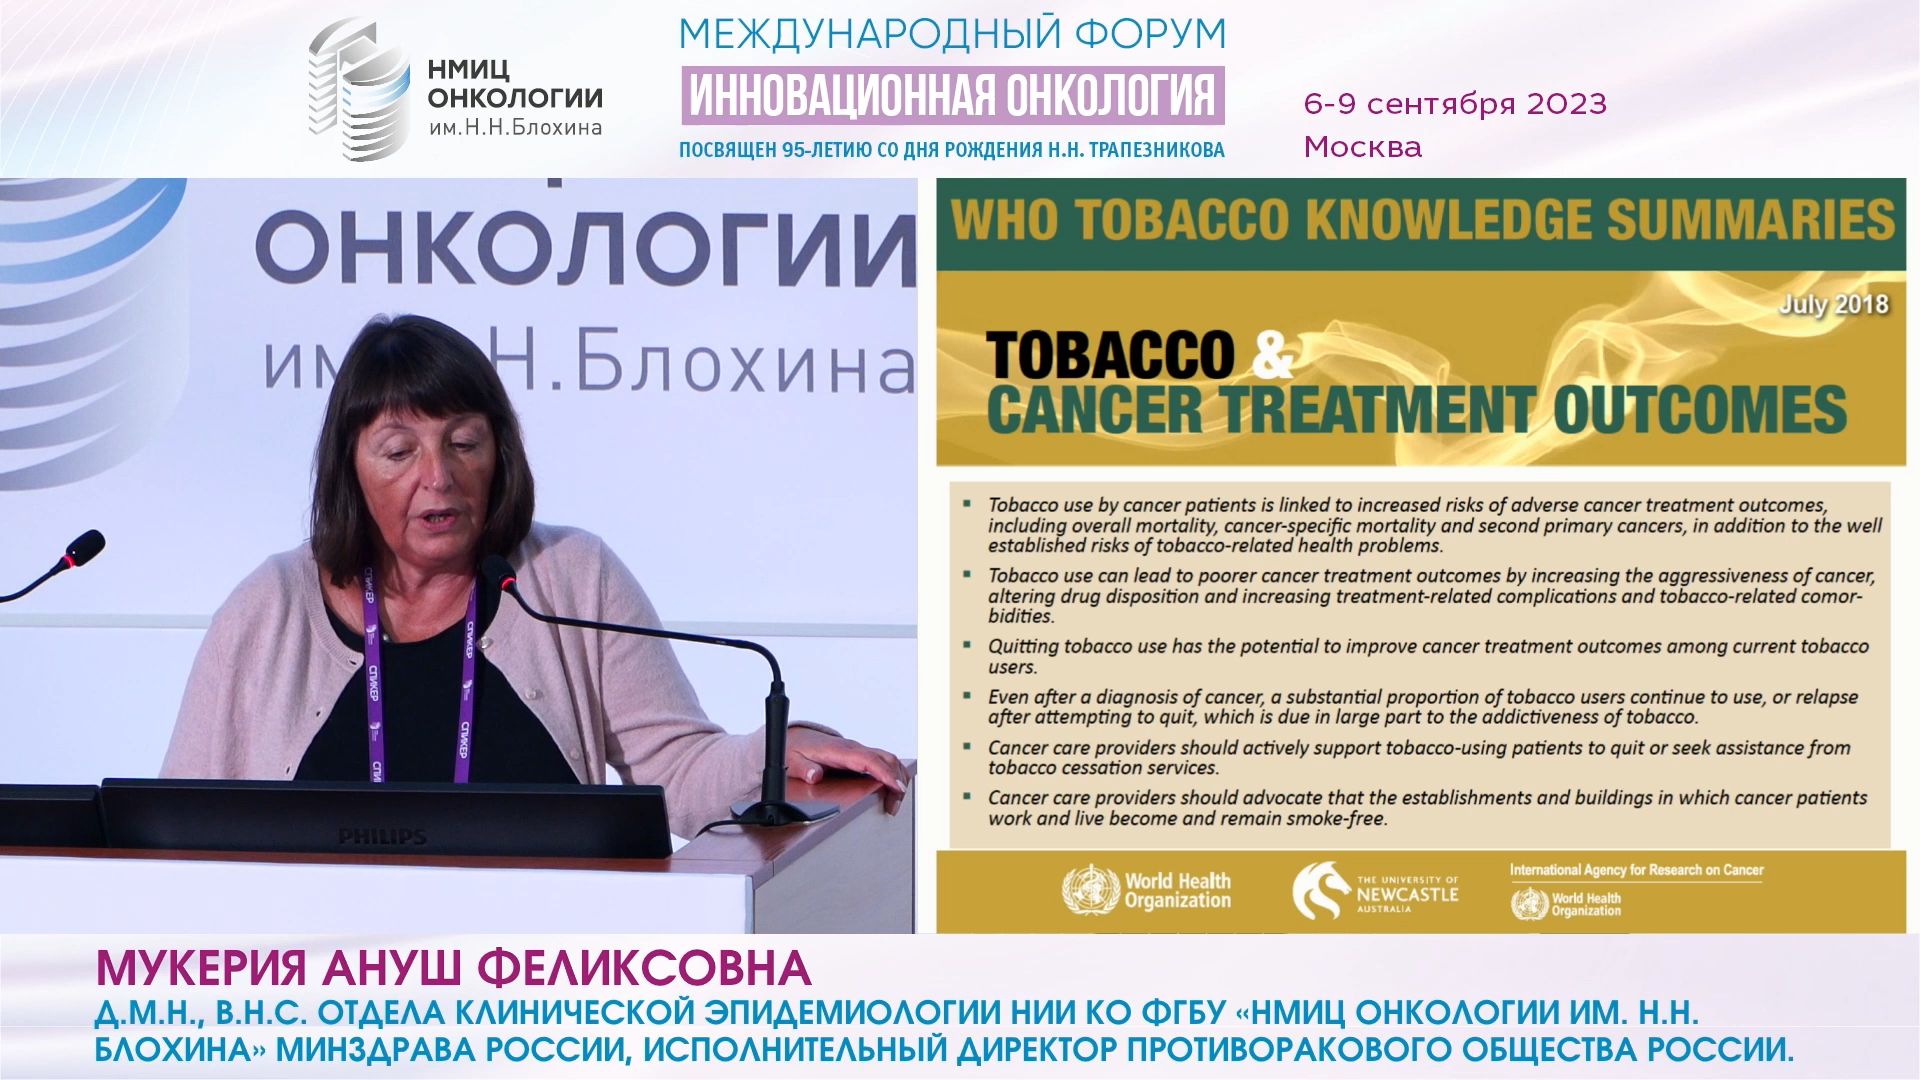 НМИЦ
ОНКОЛОГИИ
им.Н.Н.Блохина
МЕЖДУНАРОДНЫЙ ФОРУМ
ИННОВАЦИОННАЯ ОНКОЛОГИЯ
ПОСВЯЩЕН 95-ЛЕТИЮ СО ДНЯ РОЖДЕНИЯ Н.Н. ТРАПЕЗНИКОВА
6-9 сентября 2023
Москва
ОНКОЛОГИИ
им. Н.Блохина
СПИКЕР
СПИКЕР
СПИКЕР
СПИКЕР
PHILIPS
WHO TOBACCO KNOWLEDGE SUMMARIES
July 2018
TOBACCO &
CANCER TREATMENT OUTCOMES
▪ Tobacco use by cancer patients is linked to increased risks of adverse cancer treatment outcomes,
including overall mortality, cancer-specific mortality and second primary cancers, in addition to the well
established risks of tobacco-related health problems.
▪ Tobacco use can lead to poorer cancer treatment outcomes by increasing the aggressiveness of cancer,
altering drug disposition and increasing treatment-related complications and tobacco-related comor-
bidities.
▪ Quitting tobacco use has the potential to improve cancer treatment outcomes among current tobacco
users.
▪ Even after a diagnosis of cancer, a substantial proportion of tobacco users continue to use, or relapse
after attempting to quit, which is due in large part to the addictiveness of tobacco.
▪ Cancer care providers should actively support tobacco-using patients to quit or seek assistance from
tobacco cessation services.
▪ Cancer care providers should advocate that the establishments and buildings in which cancer patients
work and live become and remain smoke-free.
World Health
Organization
THE UNIVERSITY OF
NEWCASTLE
AUSTRALIA
International Agency for Research on Cancer
World Health
Organization
МУКЕРИЯ АНУШ ФЕЛИКСОВНА
Д.М.Н., В.Н.С. ОТДЕЛА КЛИНИЧЕСКОЙ ЭПИДЕМИОЛОГИИ НИИ КО ФГБУ «НМИЦ ОНКОЛОГИИ ИМ. Н.Н.
БЛОХИНА» МИНЗДРАВА РОССИИ, ИСПОЛНИТЕЛЬНЫЙ ДИРЕКТОР ПРОТИВОРАКОВОГО ОБЩЕСТВА РОССИИ.